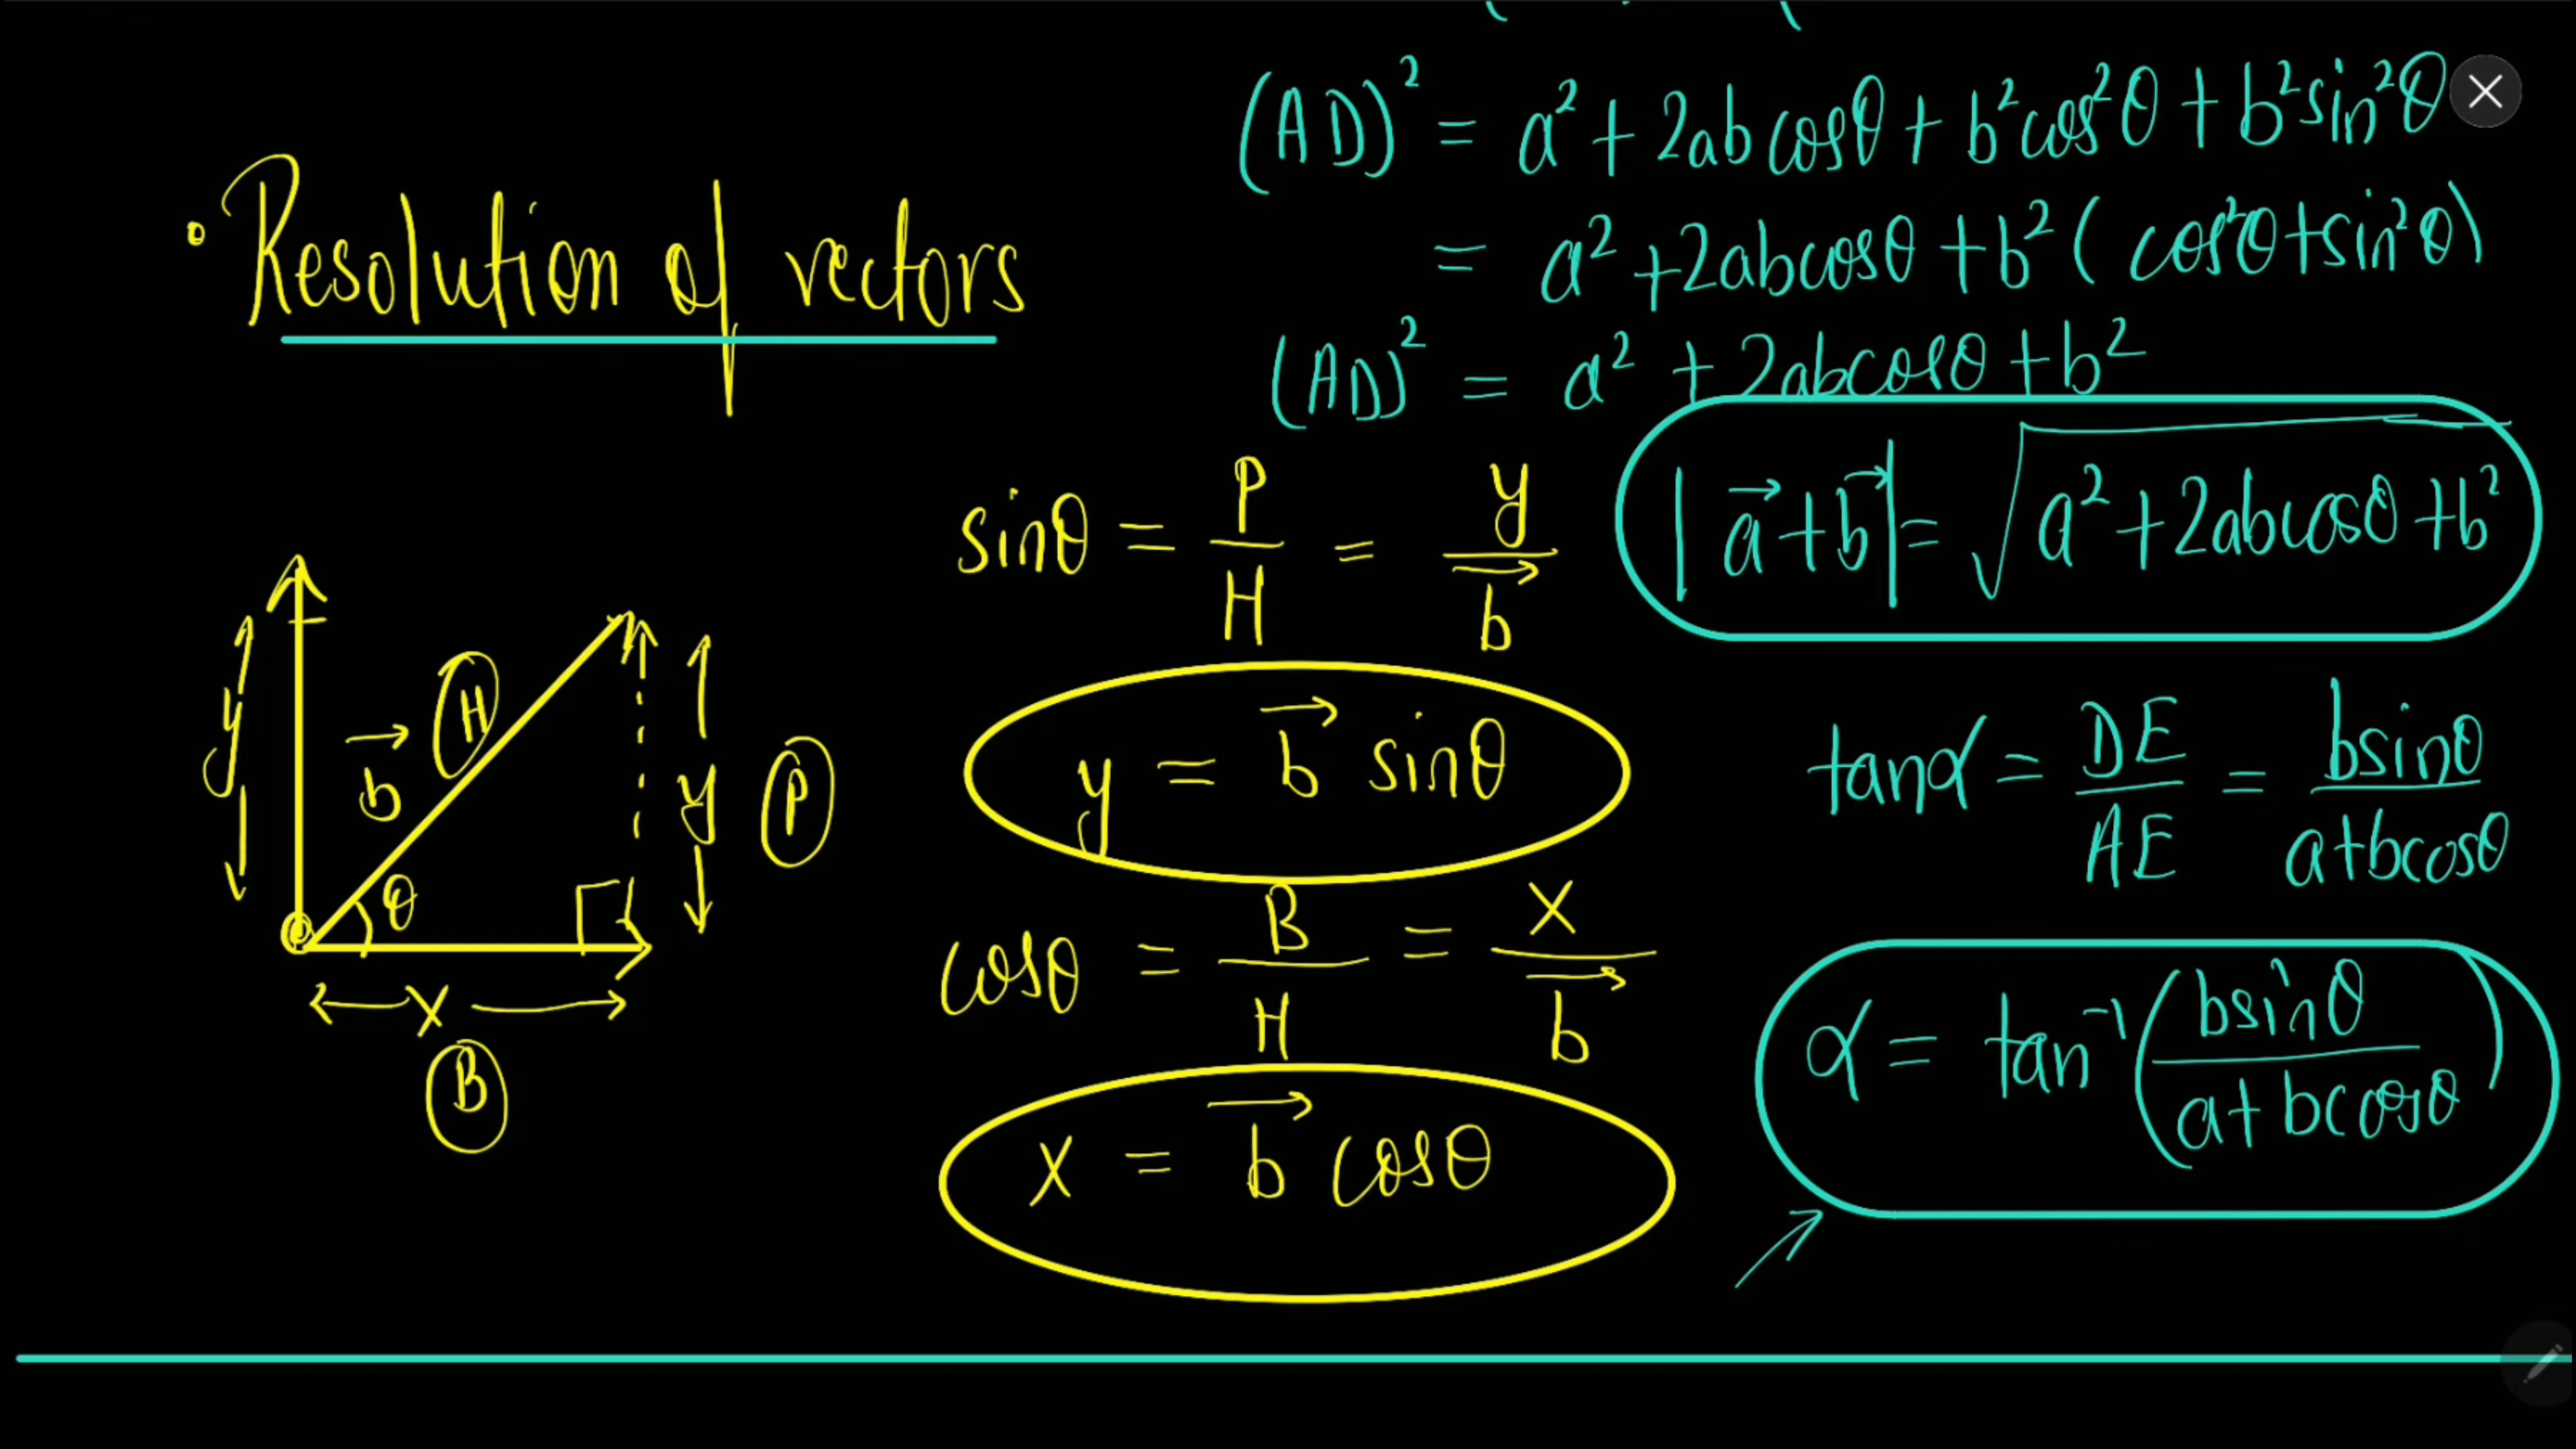 • Resolution of vectors
y
b⃗
H
θ
y
P
x
B
sinθ = P/H = y/b⃗
y = b⃗ sinθ
cosθ = B/H = x/b⃗
x = b⃗ cosθ
(AD)² = a² + 2ab cosθ + b²cos²θ + b²sin²θ
= a² + 2abcosθ + b² (cos²θ + sin²θ)
(AD)² = a² + 2abcosθ + b²
|a⃗ + b⃗| = √(a² + 2abcosθ + b²)
tanα = DE/AE = bsinθ/a+bcosθ
α = tan⁻¹(bsinθ/a+bcosθ)